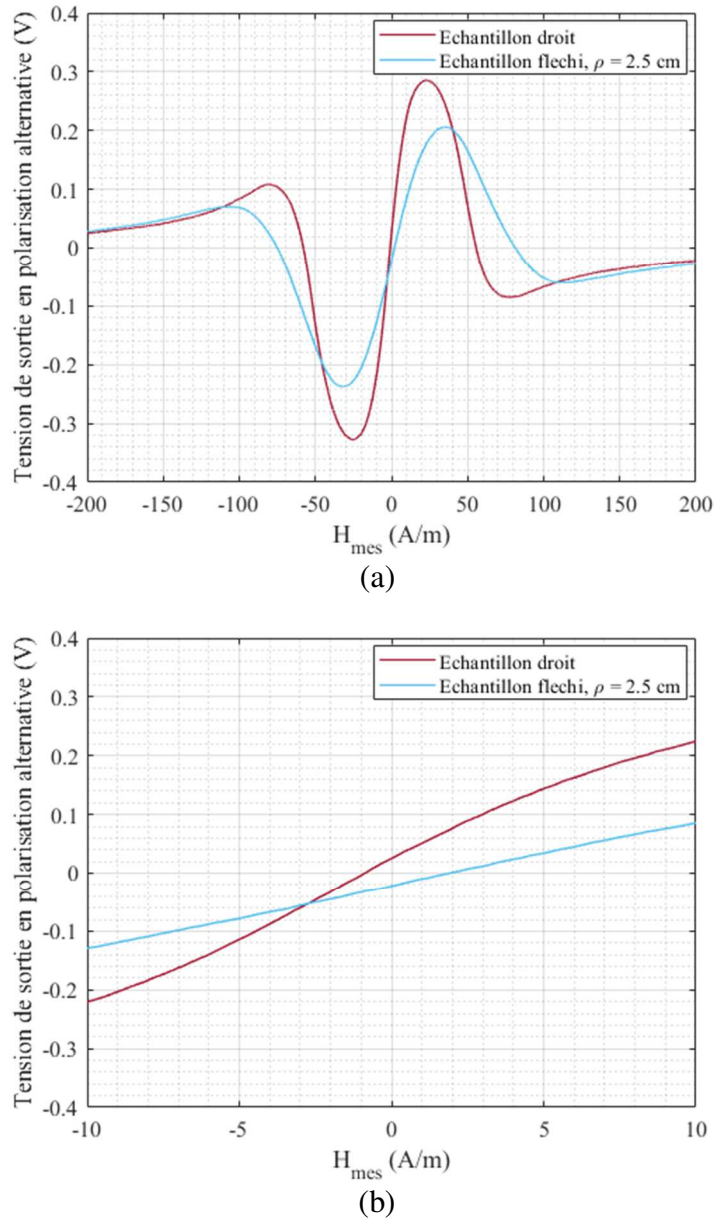 Tension de sortie en polarisation alternative (V)
0.4
0.3
0.2
0.1
0
-0.1
-0.2
-0.3
-0.4
Echantillon droit
Echantillon flechi, ρ = 2.5 cm
-200 -150 -100 -50 0 50 100 150 200
H_mes (A/m)
(a)
Tension de sortie en polarisation alternative (V)
0.4
0.3
0.2
0.1
0
-0.1
-0.2
-0.3
-0.4
Echantillon droit
Echantillon flechi, ρ = 2.5 cm
-10 -5 0 5 10
H_mes (A/m)
(b)